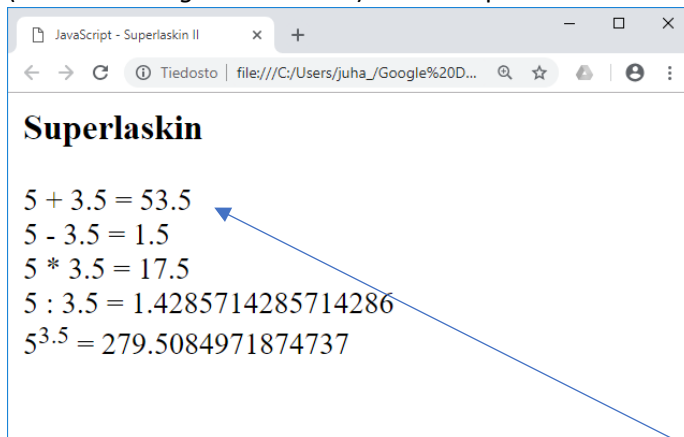 JavaScript - Superlaskin II
Tiedosto | file:///C:/Users/juha_/Google%20D...
Superlaskin
5 + 3.5 = 53.5
5 - 3.5 = 1.5
5 * 3.5 = 17.5
5 : 3.5 = 1.4285714285714286
5^3.5 = 279.5084971874737